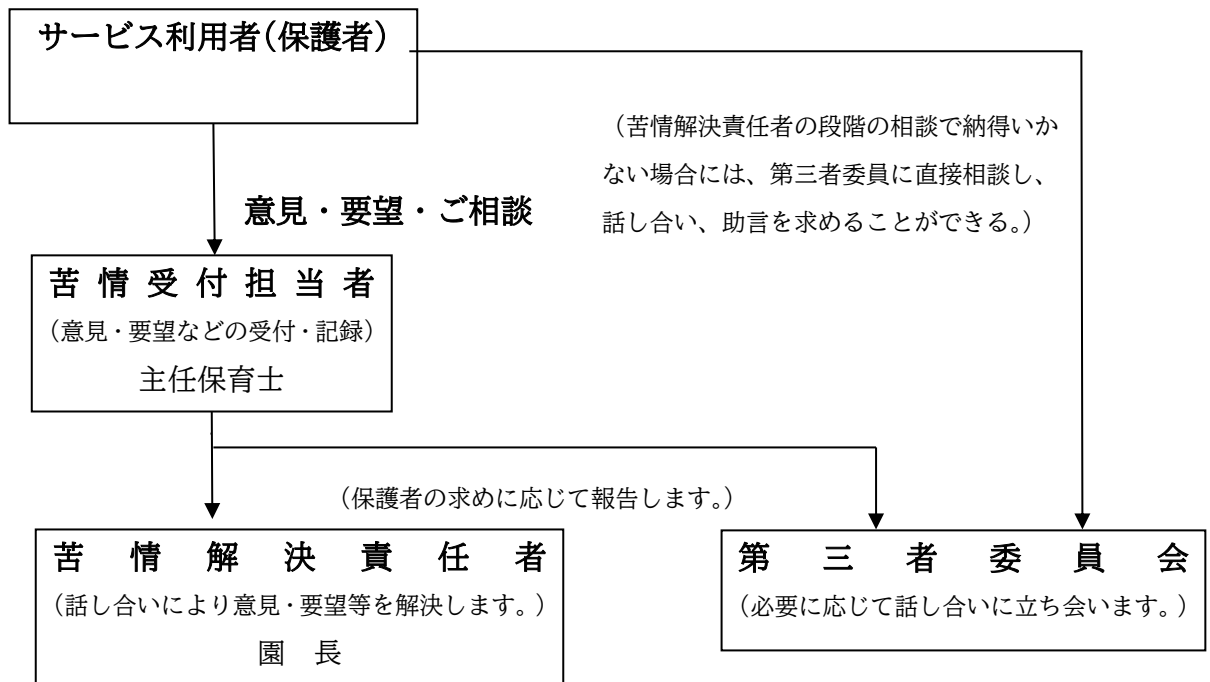 サービス利用者(保護者)
(苦情解決責任者の段階の相談で納得いか
ない場合には、第三者委員に直接相談し、
話し合い、助言を求めることができる。)
意見・要望・ご相談
苦情受付担当者
(意見・要望などの受付・記録)
主任保育士
(保護者の求めに応じて報告します。)
苦情解決責任者
(話し合いにより意見・要望等を解決します。)
園 長
第三者委員会
(必要に応じて話し合いに立ち会います。)